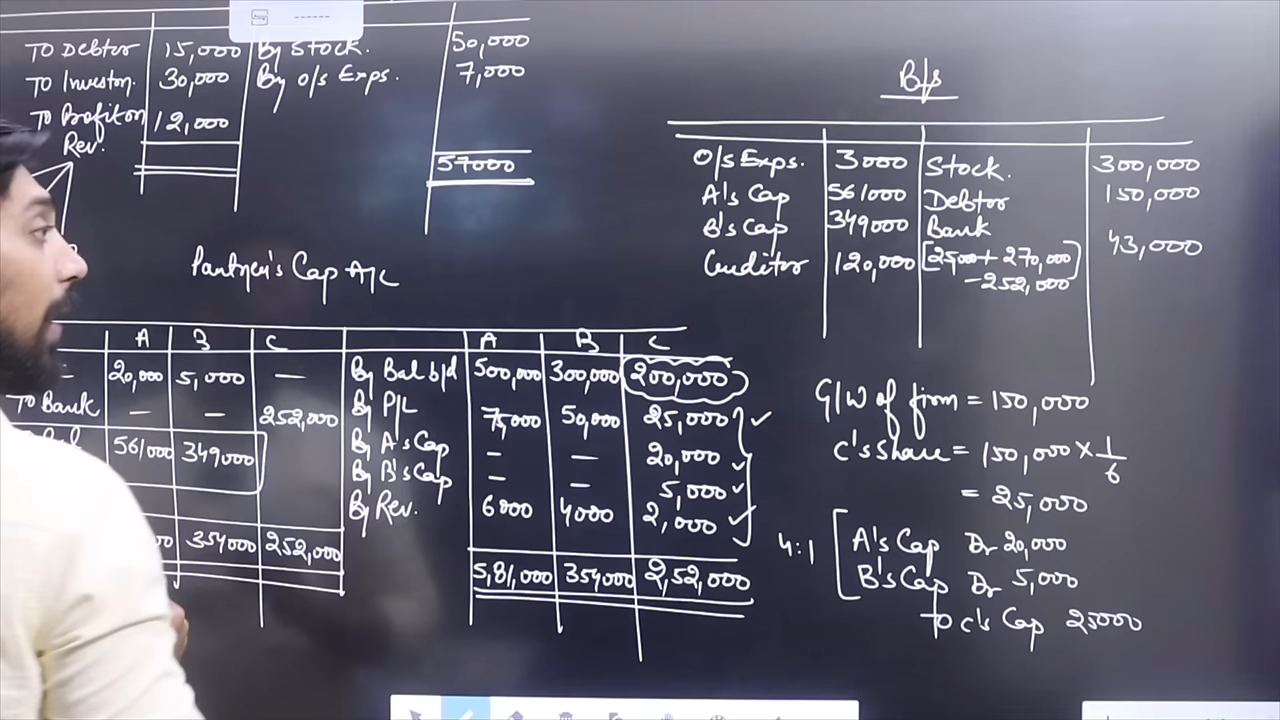 To Debtor 15,000 By Stock. 50,000
To Investm. 30,000 By o/s Exps. 7,000
To Profit on 12,000
Rev.
57000
Partner's Cap A/C
A B C A B C
— 20,000 5,000 — By Bal b/d 500,000 300,000 200,000
To Bank — — 252,000 By P/L 75,000 50,000 25,000
561000 349000 By A's Cap — — 20,000
By B's Cap — — 5,000
By Rev. 6000 4000 2,000
354000 252,000 5,81,000 354000 2,52,000
B/s
O/s Exps. 3000 Stock. 300,000
A's Cap 561000 Debtor 150,000
B's Cap 349000 Bank 43,000
Creditor 120,000 [25000 + 270,000
- 252,000]
G/W of firm = 150,000
C's Share = 150,000 × 1/6
= 25,000
4:1 [A's Cap Dr 20,000
B's Cap Dr 5,000
To C's Cap 25000